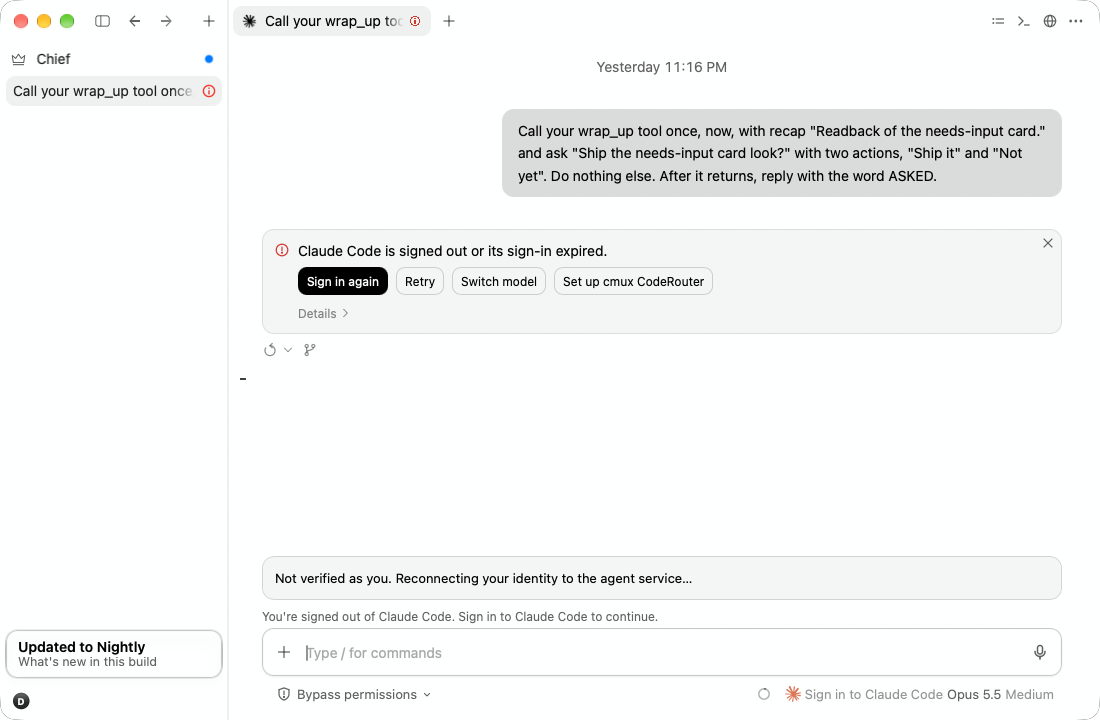 Call your wrap_up to
Chief
Call your wrap_up tool once
Yesterday 11:16 PM
Call your wrap_up tool once, now, with recap "Readback of the needs-input card."
and ask "Ship the needs-input card look?" with two actions, "Ship it" and "Not
yet". Do nothing else. After it returns, reply with the word ASKED.
Claude Code is signed out or its sign-in expired.
Sign in again
Retry
Switch model
Set up cmux CodeRouter
Details
Not verified as you. Reconnecting your identity to the agent service…
You're signed out of Claude Code. Sign in to Claude Code to continue.
Type / for commands
Updated to Nightly
What's new in this build
D
Bypass permissions
Sign in to Claude Code Opus 5.5 Medium